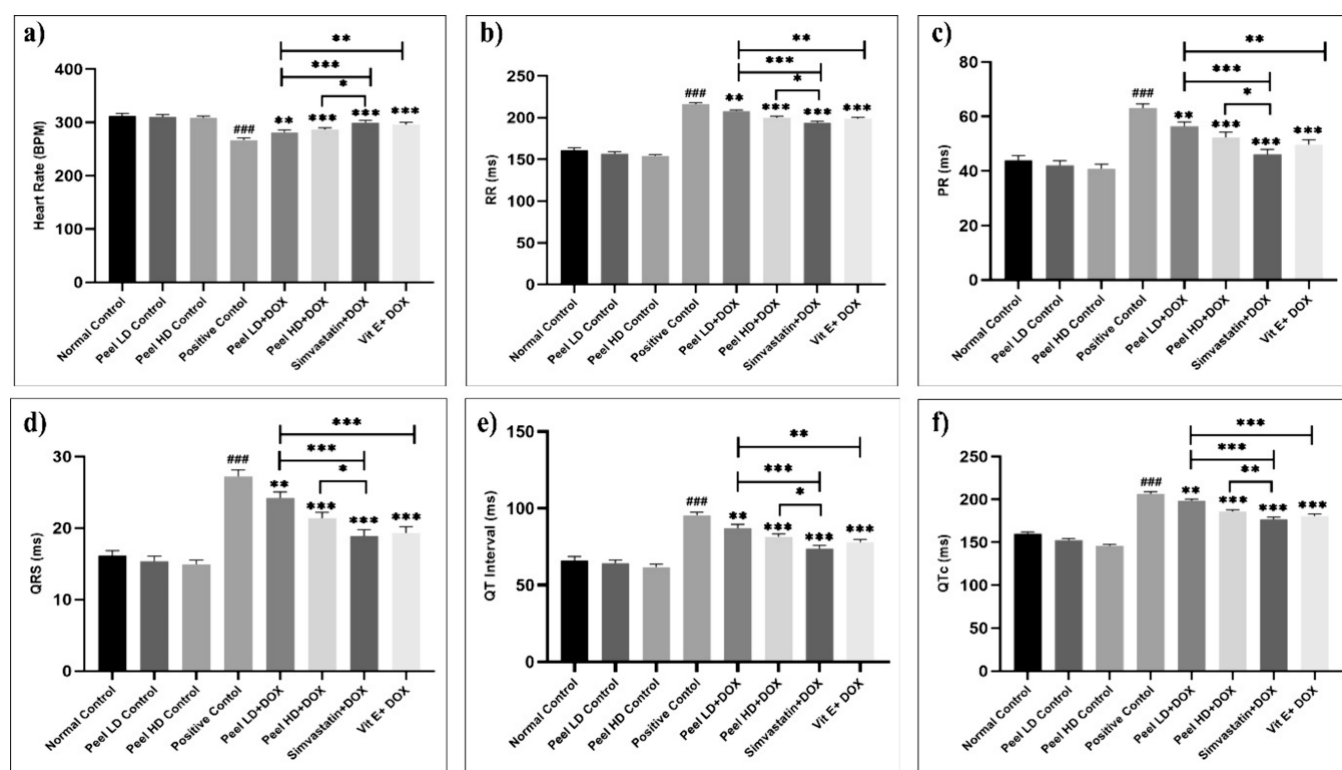 a)
**
***
*
###
**
***
***
***
400
300
200
100
0
Heart Rate (BPM)
Normal Control
Peel LD Control
Peel HD Control
Positive Contol
Peel LD+DOX
Peel HD+DOX
Simvastatin+DOX
Vit E+ DOX
b)
**
***
*
###
**
***
***
***
250
200
150
100
50
0
RR (ms)
Normal Control
Peel LD Control
Peel HD Control
Positive Contol
Peel LD+DOX
Peel HD+DOX
Simvastatin+DOX
Vit E+ DOX
c)
**
***
*
###
**
***
***
***
80
60
40
20
0
PR (ms)
Normal Control
Peel LD Control
Peel HD Control
Positive Contol
Peel LD+DOX
Peel HD+DOX
Simvastatin+DOX
Vit E+ DOX
d)
***
***
*
###
**
***
***
***
30
20
10
0
QRS (ms)
Normal Control
Peel LD Control
Peel HD Control
Positive Contol
Peel LD+DOX
Peel HD+DOX
Simvastatin+DOX
Vit E+ DOX
e)
**
***
*
###
**
***
***
***
150
100
50
0
QT Interval (ms)
Normal Control
Peel LD Control
Peel HD Control
Positive Contol
Peel LD+DOX
Peel HD+DOX
Simvastatin+DOX
Vit E+ DOX
f)
***
***
**
###
**
***
***
***
250
200
150
100
50
0
QTc (ms)
Normal Control
Peel LD Control
Peel HD Control
Positive Contol
Peel LD+DOX
Peel HD+DOX
Simvastatin+DOX
Vit E+ DOX